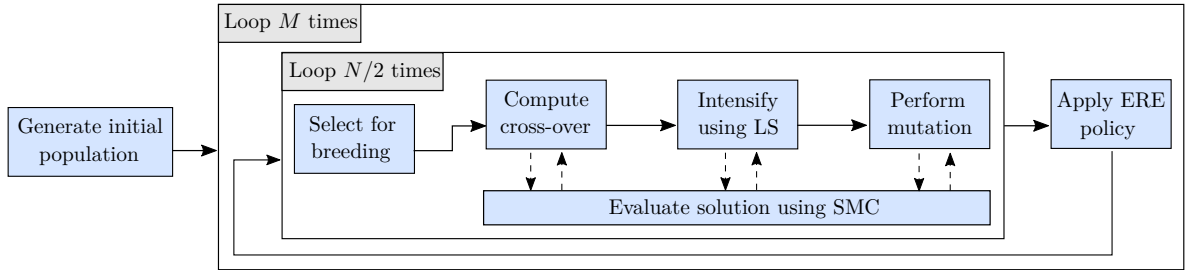 Loop M times
Loop N/2 times
Generate initial
population
Select for
breeding
Compute
cross-over
Intensify
using LS
Perform
mutation
Apply ERE
policy
Evaluate solution using SMC